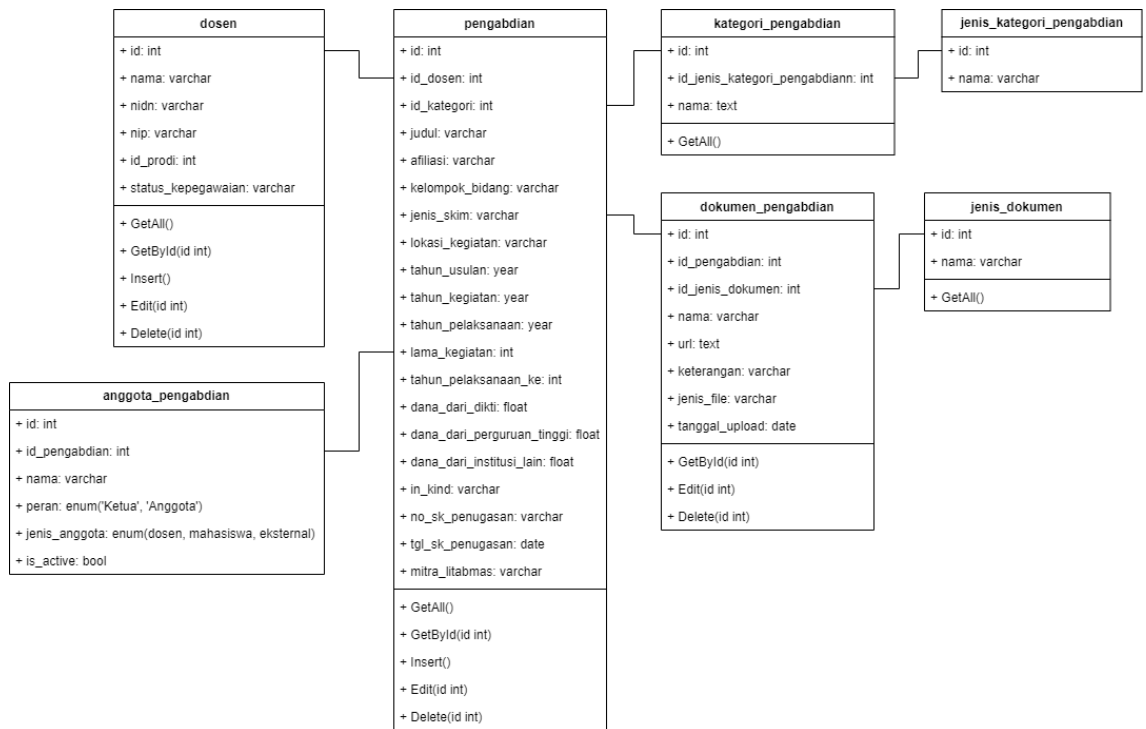 dosen
+ id: int
+ nama: varchar
+ nidn: varchar
+ nip: varchar
+ id_prodi: int
+ status_kepegawaian: varchar
+ GetAll()
+ GetById(id int)
+ Insert()
+ Edit(id int)
+ Delete(id int)
anggota_pengabdian
+ id: int
+ id_pengabdian: int
+ nama: varchar
+ peran: enum('Ketua', 'Anggota')
+ jenis_anggota: enum(dosen, mahasiswa, eksternal)
+ is_active: bool
pengabdian
+ id: int
+ id_dosen: int
+ id_kategori: int
+ judul: varchar
+ afiliasi: varchar
+ kelompok_bidang: varchar
+ jenis_skim: varchar
+ lokasi_kegiatan: varchar
+ tahun_usulan: year
+ tahun_kegiatan: year
+ tahun_pelaksanaan: year
+ lama_kegiatan: int
+ tahun_pelaksanaan_ke: int
+ dana_dari_dikti: float
+ dana_dari_perguruan_tinggi: float
+ dana_dari_institusi_lain: float
+ in_kind: varchar
+ no_sk_penugasan: varchar
+ tgl_sk_penugasan: date
+ mitra_litabmas: varchar
+ GetAll()
+ GetById(id int)
+ Insert()
+ Edit(id int)
+ Delete(id int)
kategori_pengabdian
+ id: int
+ id_jenis_kategori_pengabdiann: int
+ nama: text
+ GetAll()
jenis_kategori_pengabdian
+ id: int
+ nama: varchar
dokumen_pengabdian
+ id: int
+ id_pengabdian: int
+ id_jenis_dokumen: int
+ nama: varchar
+ url: text
+ keterangan: varchar
+ jenis_file: varchar
+ tanggal_upload: date
+ GetById(id int)
+ Edit(id int)
+ Delete(id int)
jenis_dokumen
+ id: int
+ nama: varchar
+ GetAll()